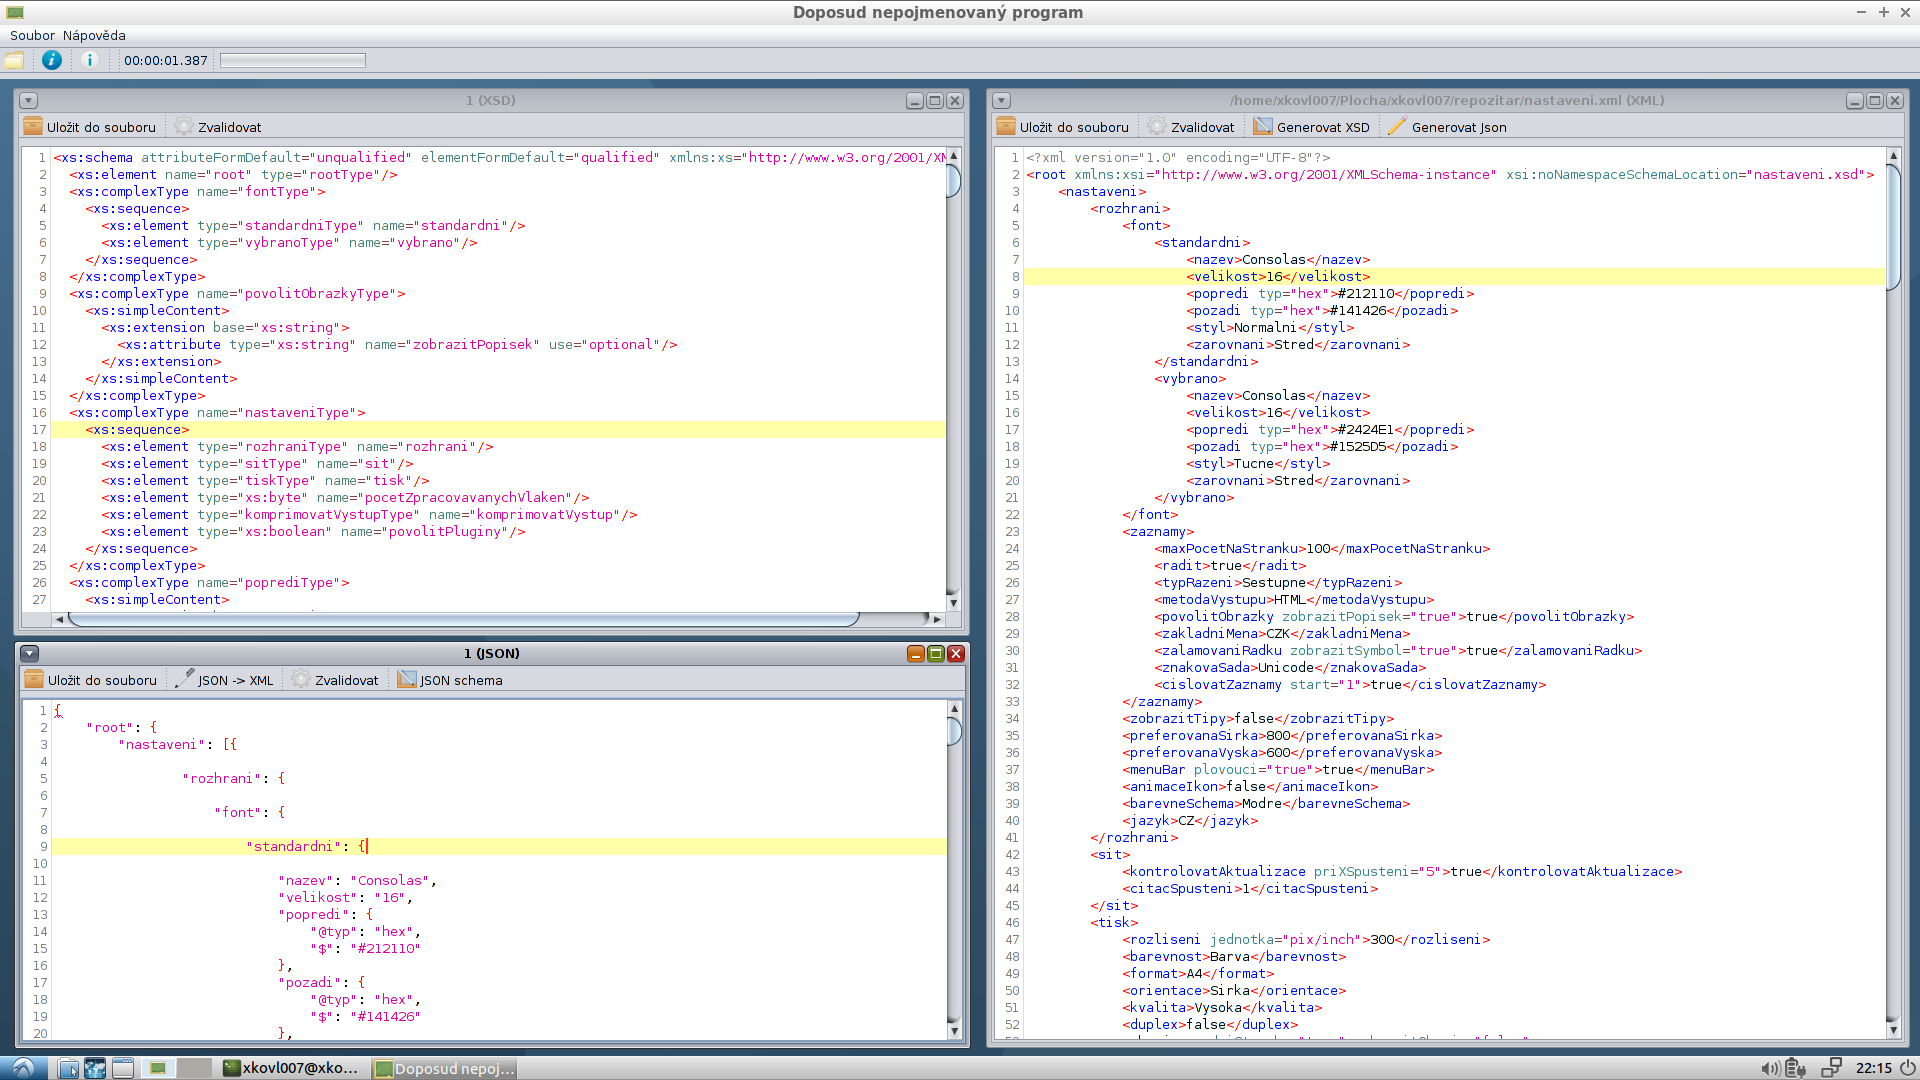 Doposud nepojmenovaný program
Soubor Nápověda
00:00:01.387
1 (XSD)
Uložit do souboru Zvalidovat
1 <xs:schema attributeFormDefault="unqualified" elementFormDefault="qualified" xmlns:xs="http://www.w3.org/2001/XM
2 <xs:element name="root" type="rootType"/>
3 <xs:complexType name="fontType">
4 <xs:sequence>
5 <xs:element type="standardniType" name="standardni"/>
6 <xs:element type="vybranoType" name="vybrano"/>
7 </xs:sequence>
8 </xs:complexType>
9 <xs:complexType name="povolitObrazkyType">
10 <xs:simpleContent>
11 <xs:extension base="xs:string">
12 <xs:attribute type="xs:string" name="zobrazitPopisek" use="optional"/>
13 </xs:extension>
14 </xs:simpleContent>
15 </xs:complexType>
16 <xs:complexType name="nastaveniType">
17 <xs:sequence>
18 <xs:element type="rozhraniType" name="rozhrani"/>
19 <xs:element type="sitType" name="sit"/>
20 <xs:element type="tiskType" name="tisk"/>
21 <xs:element type="xs:byte" name="pocetZpracovavanychVlaken"/>
22 <xs:element type="komprimovatVystupType" name="komprimovatVystup"/>
23 <xs:element type="xs:boolean" name="povolitPluginy"/>
24 </xs:sequence>
25 </xs:complexType>
26 <xs:complexType name="poprediType">
27 <xs:simpleContent>
1 (JSON)
Uložit do souboru JSON -> XML Zvalidovat JSON schema
1 {
2 "root": {
3 "nastaveni": [{
4
5 "rozhrani": {
6
7 "font": {
8
9 "standardni": {
10
11 "nazev": "Consolas",
12 "velikost": "16",
13 "popredi": {
14 "@typ": "hex",
15 "$": "#212110"
16 },
17 "pozadi": {
18 "@typ": "hex",
19 "$": "#141426"
20 },
/home/xkovl007/Plocha/xkovl007/repozitar/nastaveni.xml (XML)
Uložit do souboru Zvalidovat Generovat XSD Generovat Json
1 <?xml version="1.0" encoding="UTF-8"?>
2 <root xmlns:xsi="http://www.w3.org/2001/XMLSchema-instance" xsi:noNamespaceSchemaLocation="nastaveni.xsd">
3 <nastaveni>
4 <rozhrani>
5 <font>
6 <standardni>
7 <nazev>Consolas</nazev>
8 <velikost>16</velikost>
9 <popredi typ="hex">#212110</popredi>
10 <pozadi typ="hex">#141426</pozadi>
11 <styl>Normalni</styl>
12 <zarovnani>Stred</zarovnani>
13 </standardni>
14 <vybrano>
15 <nazev>Consolas</nazev>
16 <velikost>16</velikost>
17 <popredi typ="hex">#2424E1</popredi>
18 <pozadi typ="hex">#1525D5</pozadi>
19 <styl>Tucne</styl>
20 <zarovnani>Stred</zarovnani>
21 </vybrano>
22 </font>
23 <zaznamy>
24 <maxPocetNaStranku>100</maxPocetNaStranku>
25 <radit>true</radit>
26 <typRazeni>Sestupne</typRazeni>
27 <metodaVystupu>HTML</metodaVystupu>
28 <povolitObrazky zobrazitPopisek="true">true</povolitObrazky>
29 <zakladniMena>CZK</zakladniMena>
30 <zalamovaniRadku zobrazitSymbol="true">true</zalamovaniRadku>
31 <znakovaSada>Unicode</znakovaSada>
32 <cislovatZaznamy start="1">true</cislovatZaznamy>
33 </zaznamy>
34 <zobrazitTipy>false</zobrazitTipy>
35 <preferovanaSirka>800</preferovanaSirka>
36 <preferovanaVyska>600</preferovanaVyska>
37 <menuBar plovouci="true">true</menuBar>
38 <animaceIkon>false</animaceIkon>
39 <barevneSchema>Modre</barevneSchema>
40 <jazyk>CZ</jazyk>
41 </rozhrani>
42 <sit>
43 <kontrolovatAktualizace priXSpusteni="5">true</kontrolovatAktualizace>
44 <citacSpusteni>1</citacSpusteni>
45 </sit>
46 <tisk>
47 <rozliseni jednotka="pix/inch">300</rozliseni>
48 <barevnost>Barva</barevnost>
49 <format>A4</format>
50 <orientace>Sirka</orientace>
51 <kvalita>Vysoka</kvalita>
52 <duplex>false</duplex>
xkovl007@xko... Doposud nepoj... 22:15